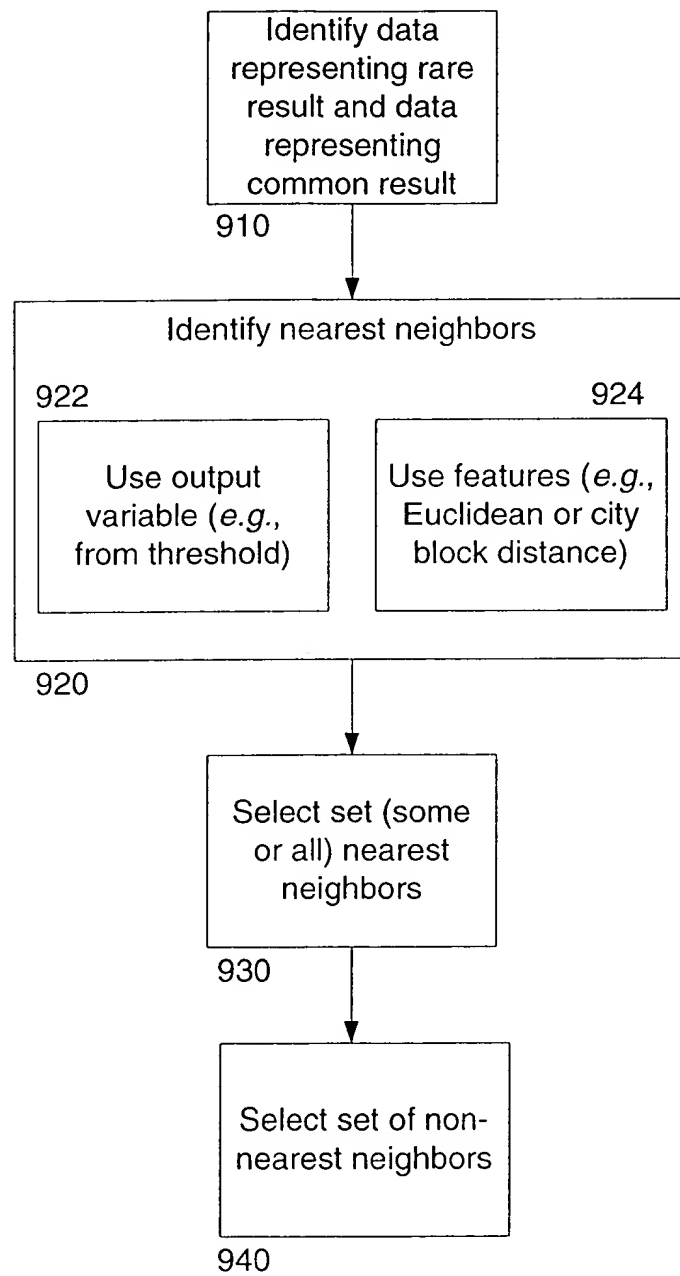 Identify data
representing rare
result and data
representing
common result
910
Identify nearest neighbors
922
924
Use output
variable (e.g.,
from threshold)
Use features (e.g.,
Euclidean or city
block distance)
920
Select set (some
or all) nearest
neighbors
930
Select set of non-
nearest neighbors
940